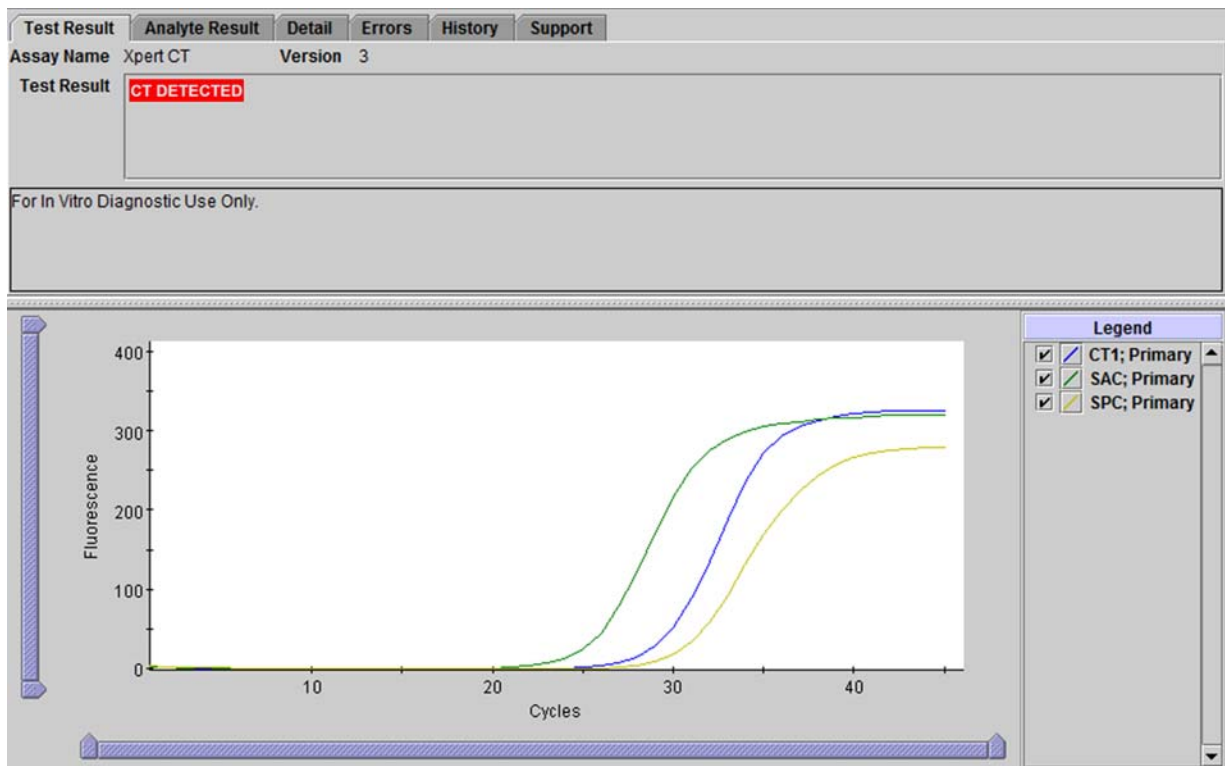 Test Result Analyte Result Detail Errors History Support
Assay Name Xpert CT Version 3
Test Result CT DETECTED
For In Vitro Diagnostic Use Only.
Legend
CT1; Primary
SAC; Primary
SPC; Primary
400
300
200
100
0
Fluorescence
10 20 30 40
Cycles